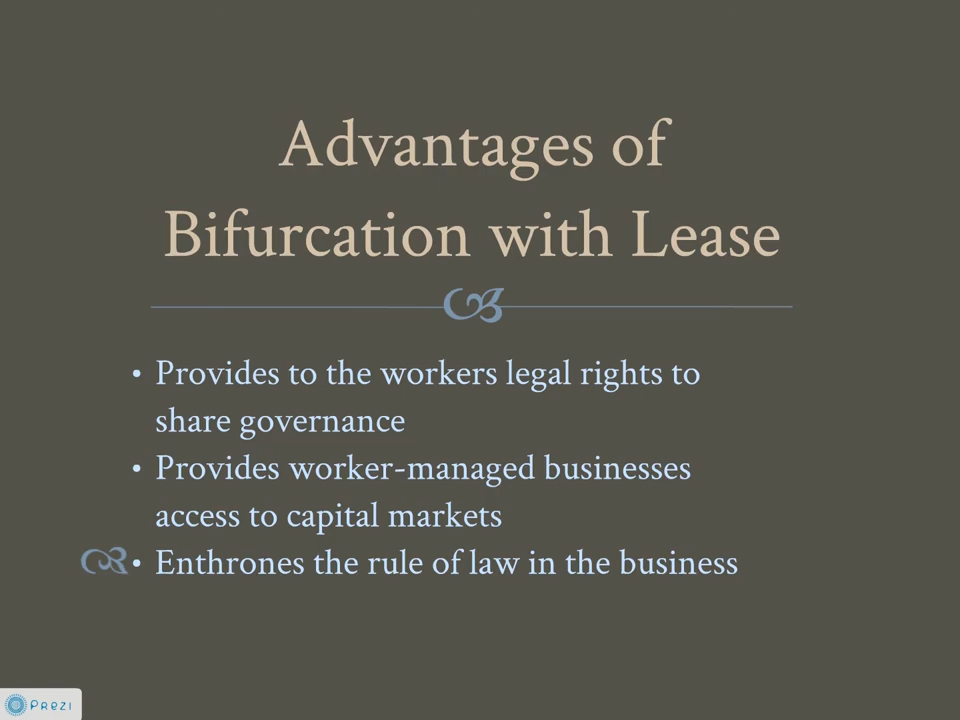 Advantages of
Bifurcation with Lease
• Provides to the workers legal rights to
share governance
• Provides worker-managed businesses
access to capital markets
• Enthrones the rule of law in the business
Prezi